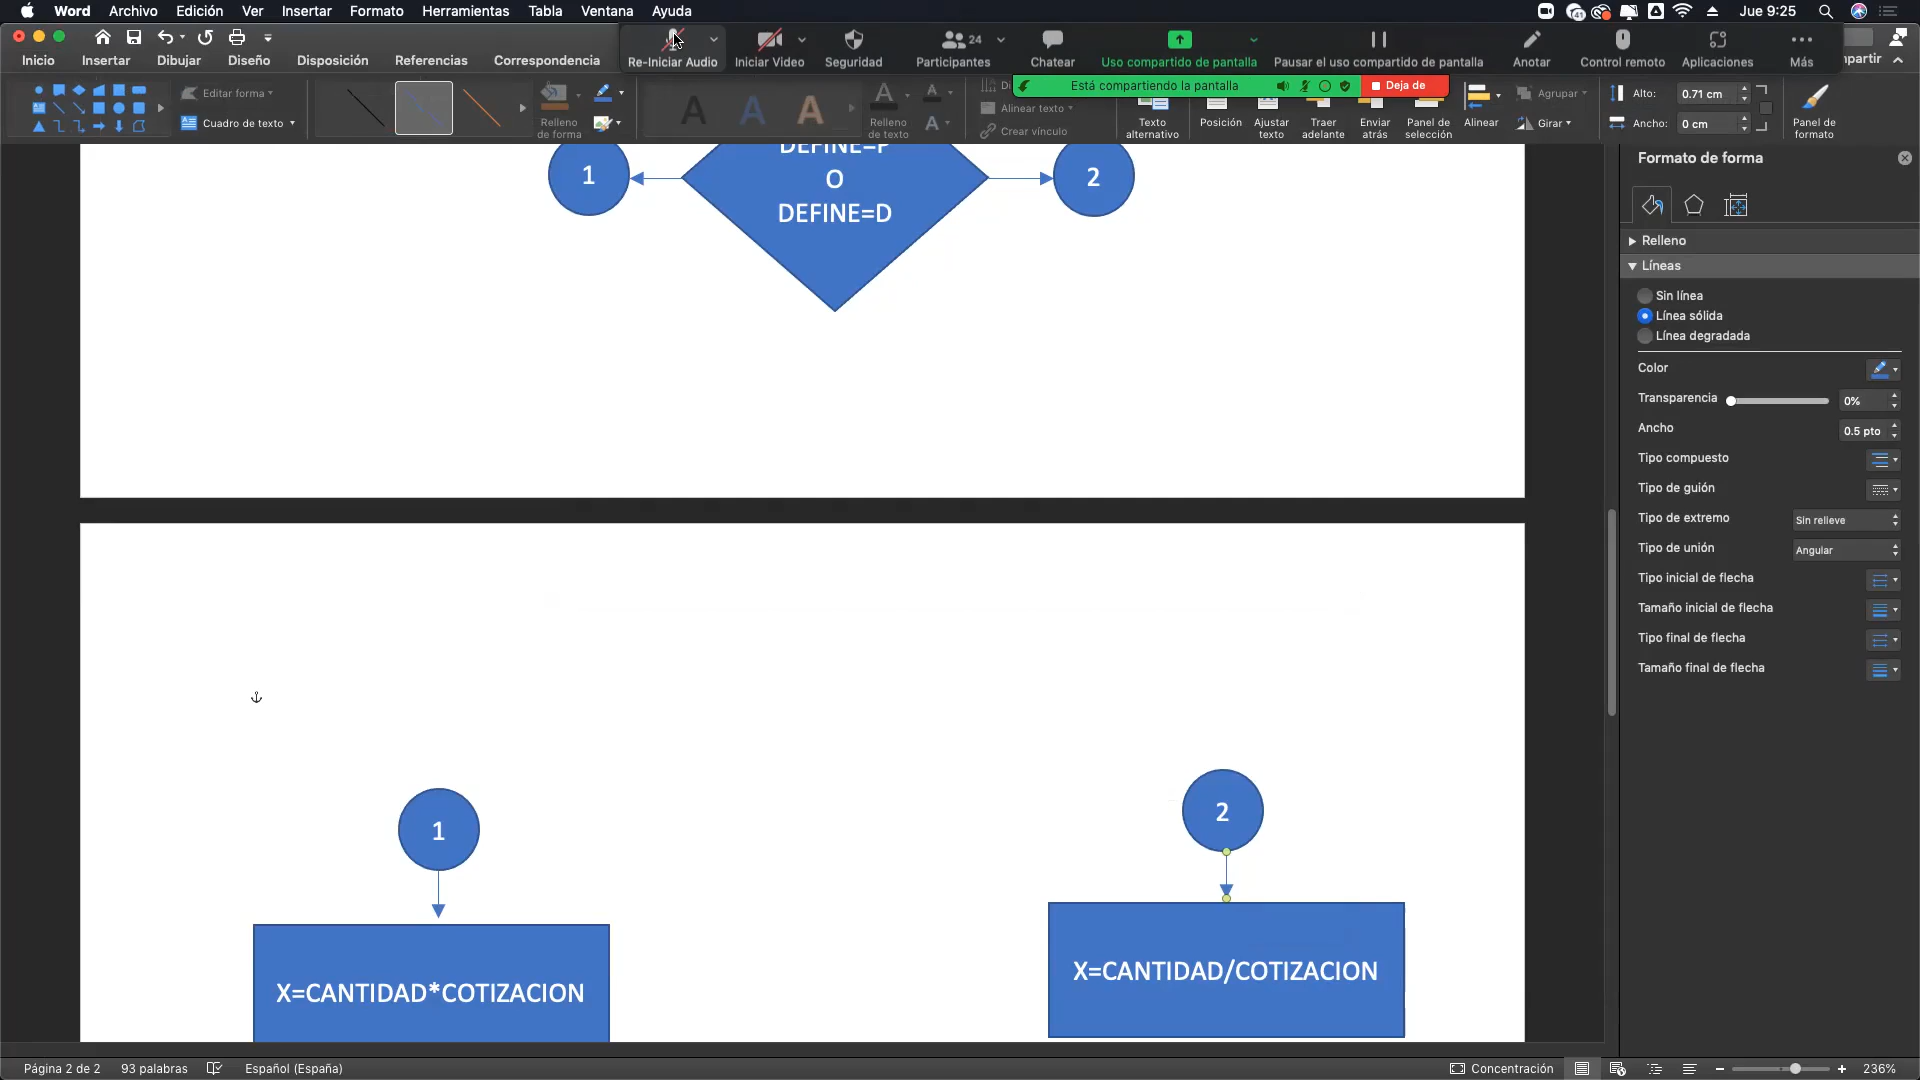 Word Archivo Edición Ver Insertar Formato Herramientas Tabla Ventana Ayuda
41
Jue 9:25
Inicio Insertar Dibujar Diseño Disposición Referencias Correspondencia
Re-Iniciar Audio Iniciar Video Seguridad Participantes 24 Chatear Uso compartido de pantalla Pausar el uso compartido de pantalla Anotar Control remoto Aplicaciones Más
Está compartiendo la pantalla Deja de
Editar forma
Cuadro de texto
Relleno de forma
A A A
Relleno de texto
A A
Alinear texto
Crear vínculo
Texto alternativo
Posición
Ajustar texto
Traer adelante
Enviar atrás
Panel de selección
Alinear
Agrupar
Girar
Alto: 0.71 cm
Ancho: 0 cm
Panel de formato
DEFINE=P
O
DEFINE=D
1
2
1
2
X=CANTIDAD*COTIZACION
X=CANTIDAD/COTIZACION
Formato de forma
Relleno
Líneas
Sin línea
Línea sólida
Línea degradada
Color
Transparencia 0%
Ancho 0.5 pto
Tipo compuesto
Tipo de guión
Tipo de extremo Sin relieve
Tipo de unión Angular
Tipo inicial de flecha
Tamaño inicial de flecha
Tipo final de flecha
Tamaño final de flecha
Página 2 de 2 93 palabras Español (España)
Concentración 236%